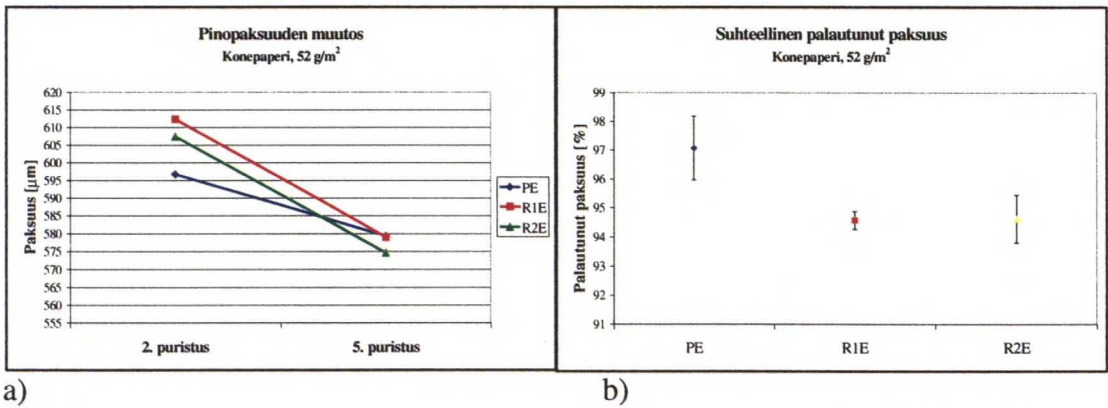 Pinopaksuuden muutos
Konepaperi, 52 g/m²
Paksuus [µm]
620
615
610
605
600
595
590
585
580
575
570
565
560
555
2. puristus
5. puristus
PE
R1E
R2E
a)
Suhteellinen palautunut paksuus
Konepaperi, 52 g/m²
Palautunut paksuus [%]
99
98
97
96
95
94
93
92
91
PE
R1E
R2E
b)